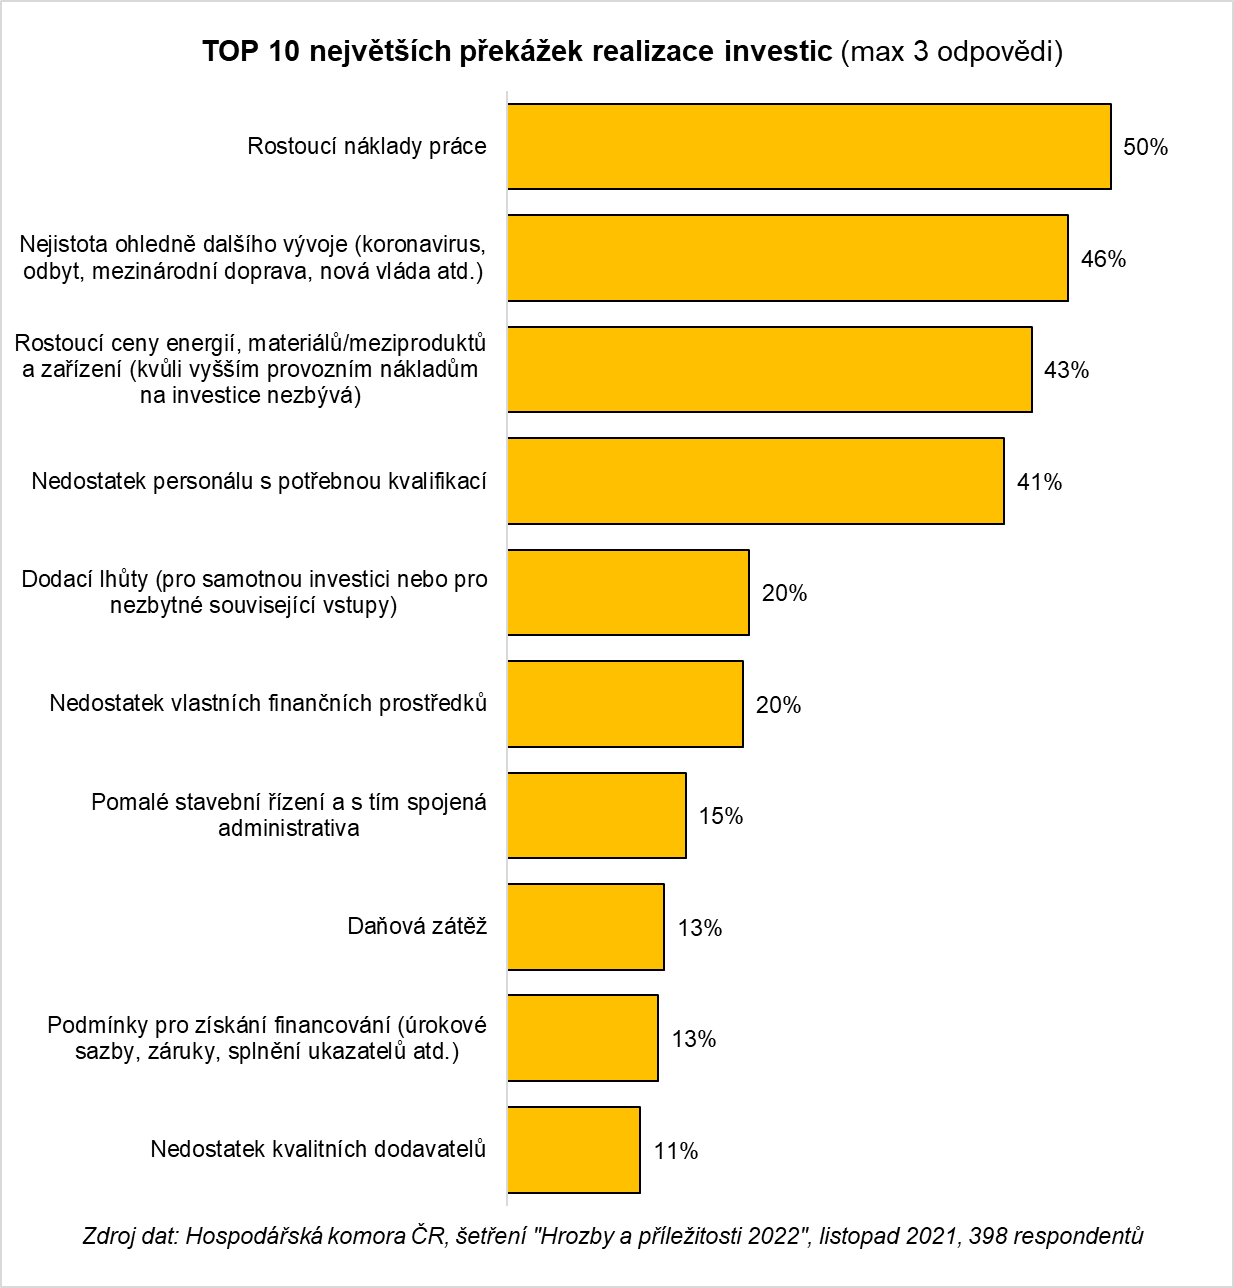 TOP 10 největších překážek realizace investic (max 3 odpovědi)
Rostoucí náklady práce
50%
Nejistota ohledně dalšího vývoje (koronavirus,
odbyt, mezinárodní doprava, nová vláda atd.)
46%
Rostoucí ceny energií, materiálů/meziproduktů
a zařízení (kvůli vyšším provozním nákladům
na investice nezbývá)
43%
Nedostatek personálu s potřebnou kvalifikací
41%
Dodací lhůty (pro samotnou investici nebo pro
nezbytné související vstupy)
20%
Nedostatek vlastních finančních prostředků
20%
Pomalé stavební řízení a s tím spojená
administrativa
15%
Daňová zátěž
13%
Podmínky pro získání financování (úrokové
sazby, záruky, splnění ukazatelů atd.)
13%
Nedostatek kvalitních dodavatelů
11%
Zdroj dat: Hospodářská komora ČR, šetření "Hrozby a příležitosti 2022", listopad 2021, 398 respondentů